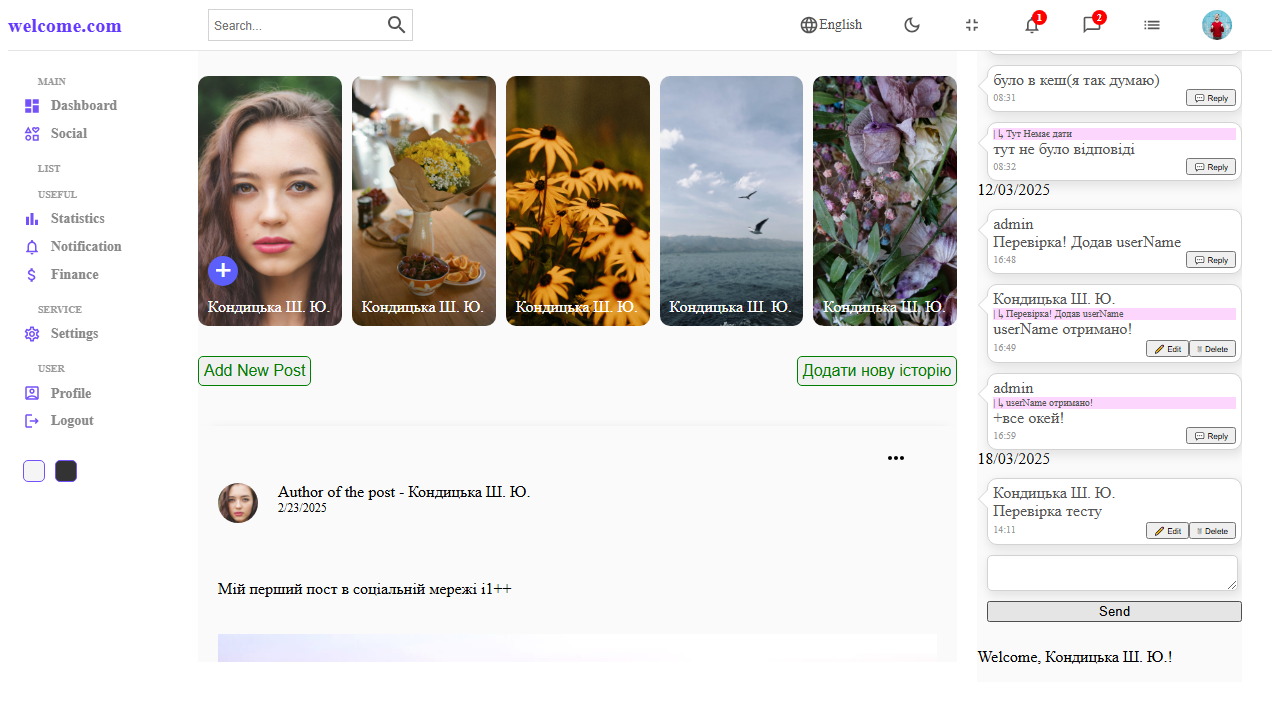 welcome.com
Search...
English
1
2
MAIN
Dashboard
Social
LIST
USEFUL
Statistics
Notification
Finance
SERVICE
Settings
USER
Profile
Logout
Кондицька Ш. Ю.
Кондицька Ш. Ю.
Кондицька Ш. Ю.
Кондицька Ш. Ю.
Кондицька Ш. Ю.
Add New Post
Додати нову історію
Author of the post - Кондицька Ш. Ю.
2/23/2025
Мій перший пост в соціальній мережі і1++
було в кеш(я так думаю)
08:31
Reply
| ↳ Тут Немає дати
тут не було відповіді
08:32
Reply
12/03/2025
admin
Перевірка! Додав userName
16:48
Reply
Кондицька Ш. Ю.
| ↳ Перевірка! Додав userName
userName отримано!
16:49
Edit Delete
admin
| ↳ userName отримано!
+все окей!
16:59
Reply
18/03/2025
Кондицька Ш. Ю.
Перевірка тесту
14:11
Edit Delete
Send
Welcome, Кондицька Ш. Ю.!